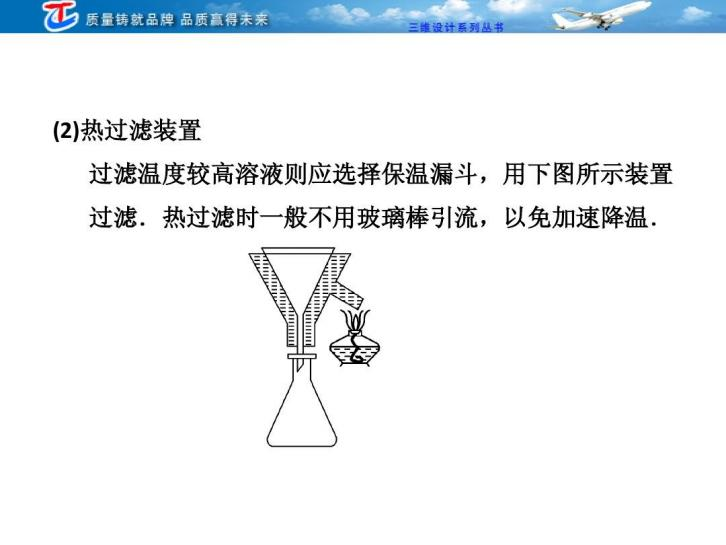 质量铸就品牌 品质赢得未来
三维设计系列丛书
(2)热过滤装置
过滤温度较高溶液则应选择保温漏斗，用下图所示装置
过滤．热过滤时一般不用玻璃棒引流，以免加速降温．